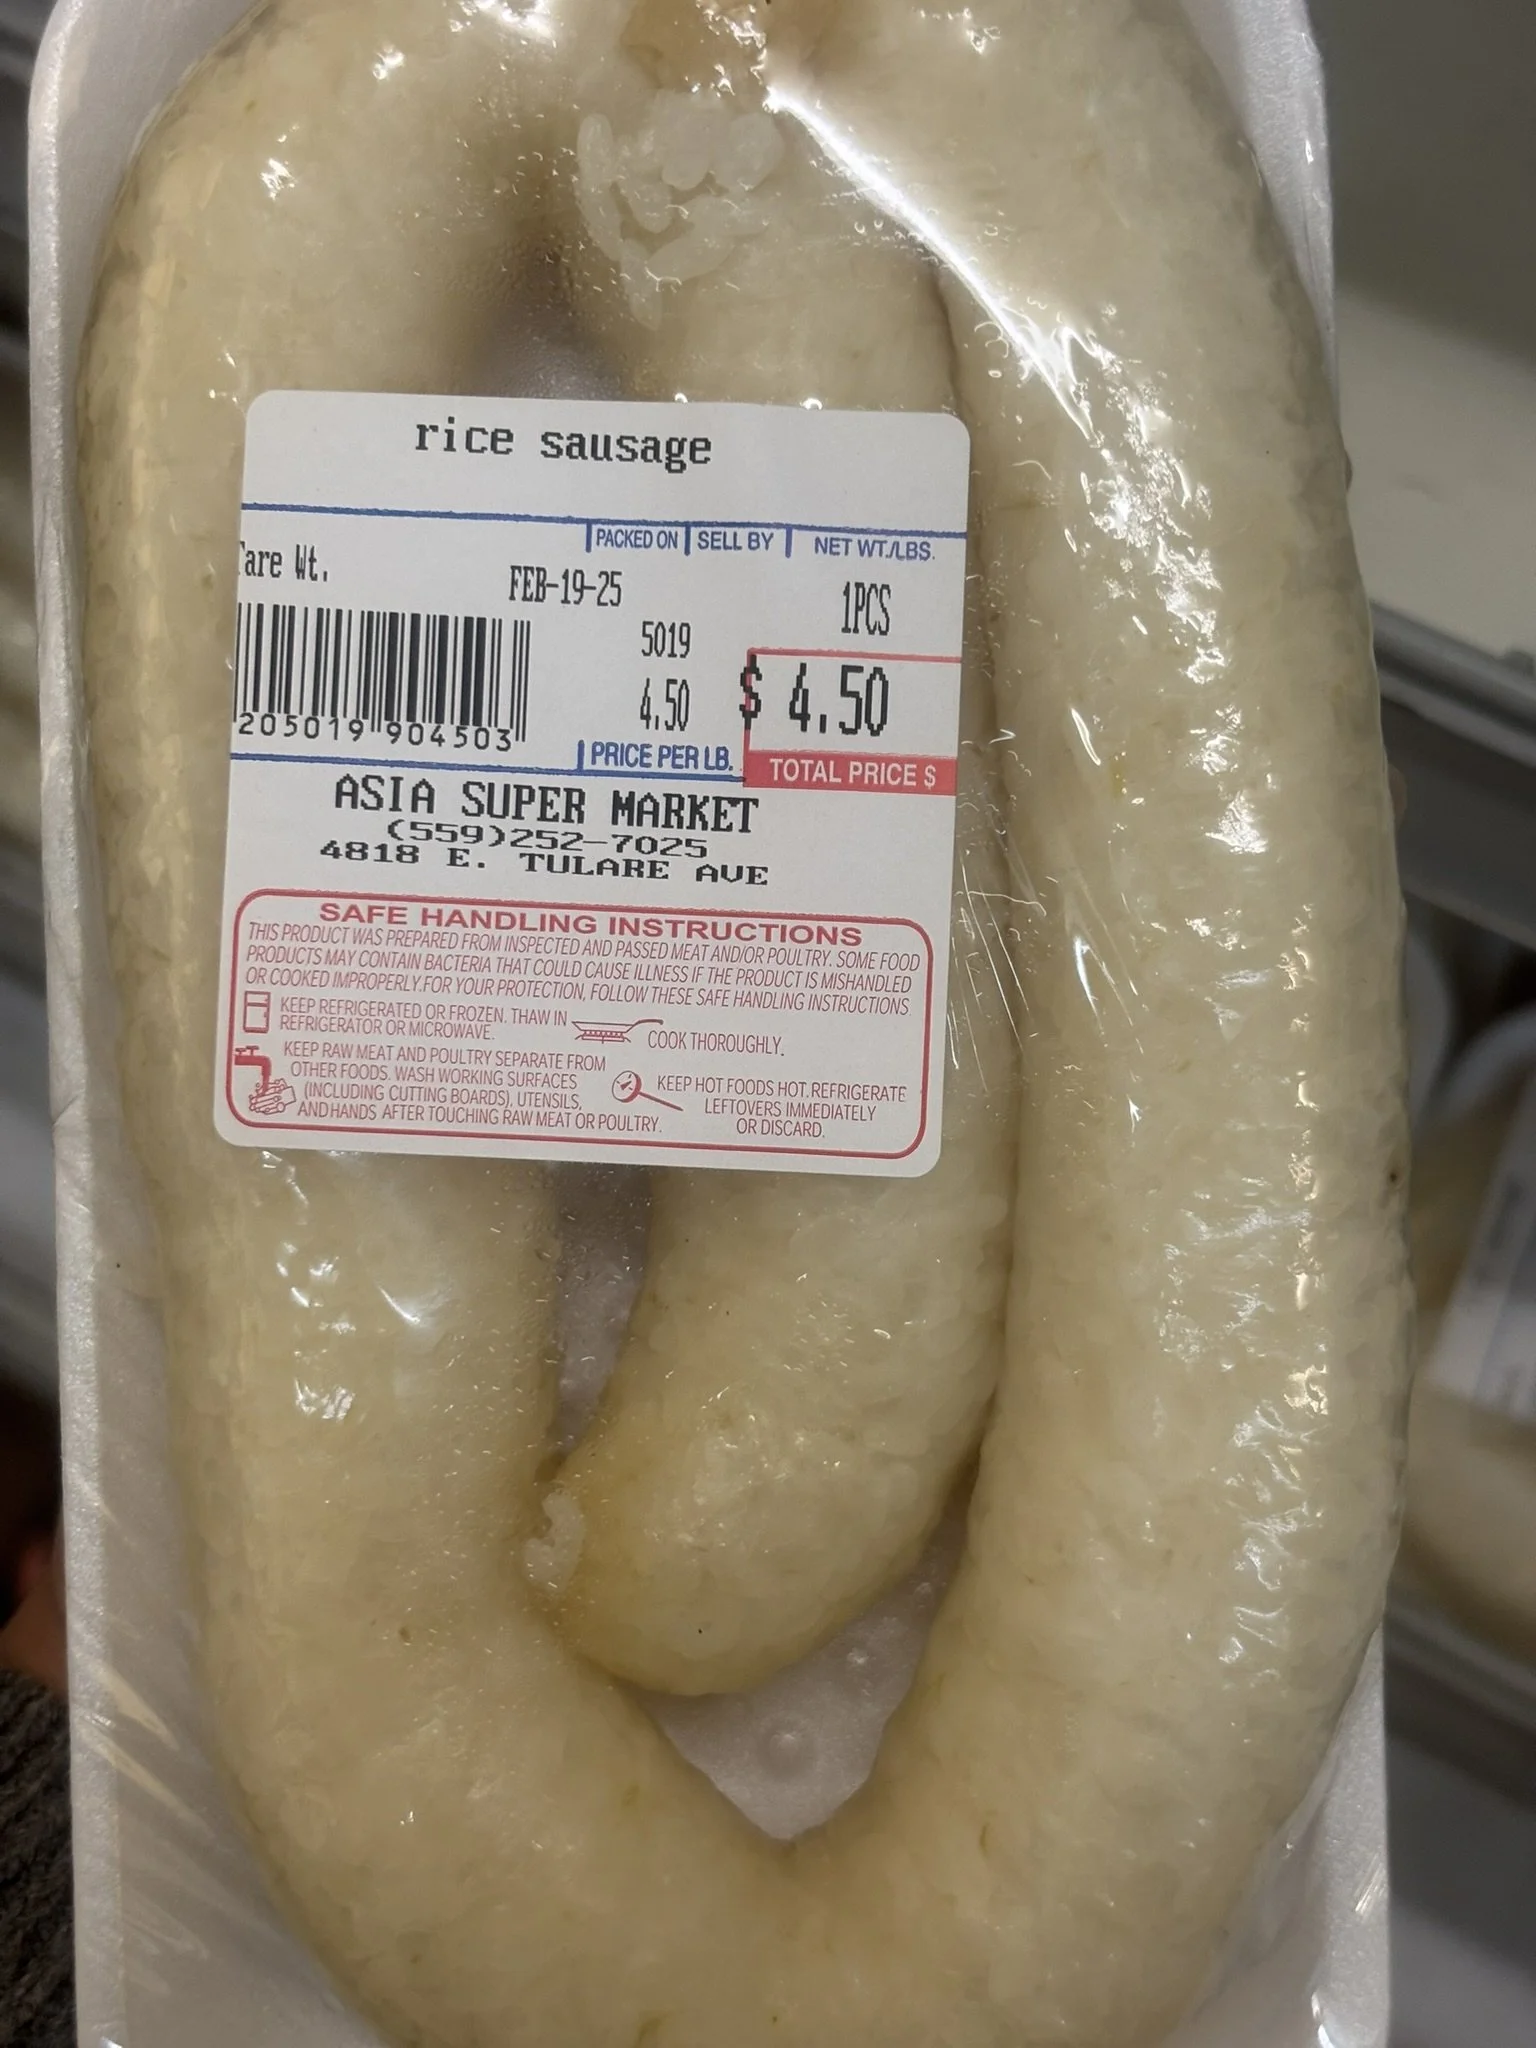 rice sausage
PACKED ON SELL BY NET WT./LBS.
are Wt. FEB-19-25 1PCS
5019
4.50 $ 4.50
205019 904503
PRICE PER LB. TOTAL PRICE $
ASIA SUPER MARKET
(559)252-7025
4818 E. TULARE AVE
SAFE HANDLING INSTRUCTIONS
THIS PRODUCT WAS PREPARED FROM INSPECTED AND PASSED MEAT AND/OR POULTRY. SOME FOOD
PRODUCTS MAY CONTAIN BACTERIA THAT COULD CAUSE ILLNESS IF THE PRODUCT IS MISHANDLED
OR COOKED IMPROPERLY.FOR YOUR PROTECTION, FOLLOW THESE SAFE HANDLING INSTRUCTIONS
KEEP REFRIGERATED OR FROZEN. THAW IN
REFRIGERATOR OR MICROWAVE.
COOK THOROUGHLY.
KEEP RAW MEAT AND POULTRY SEPARATE FROM
OTHER FOODS. WASH WORKING SURFACES
(INCLUDING CUTTING BOARDS), UTENSILS,
AND HANDS AFTER TOUCHING RAW MEAT OR POULTRY.
KEEP HOT FOODS HOT.REFRIGERATE
LEFTOVERS IMMEDIATELY
OR DISCARD.